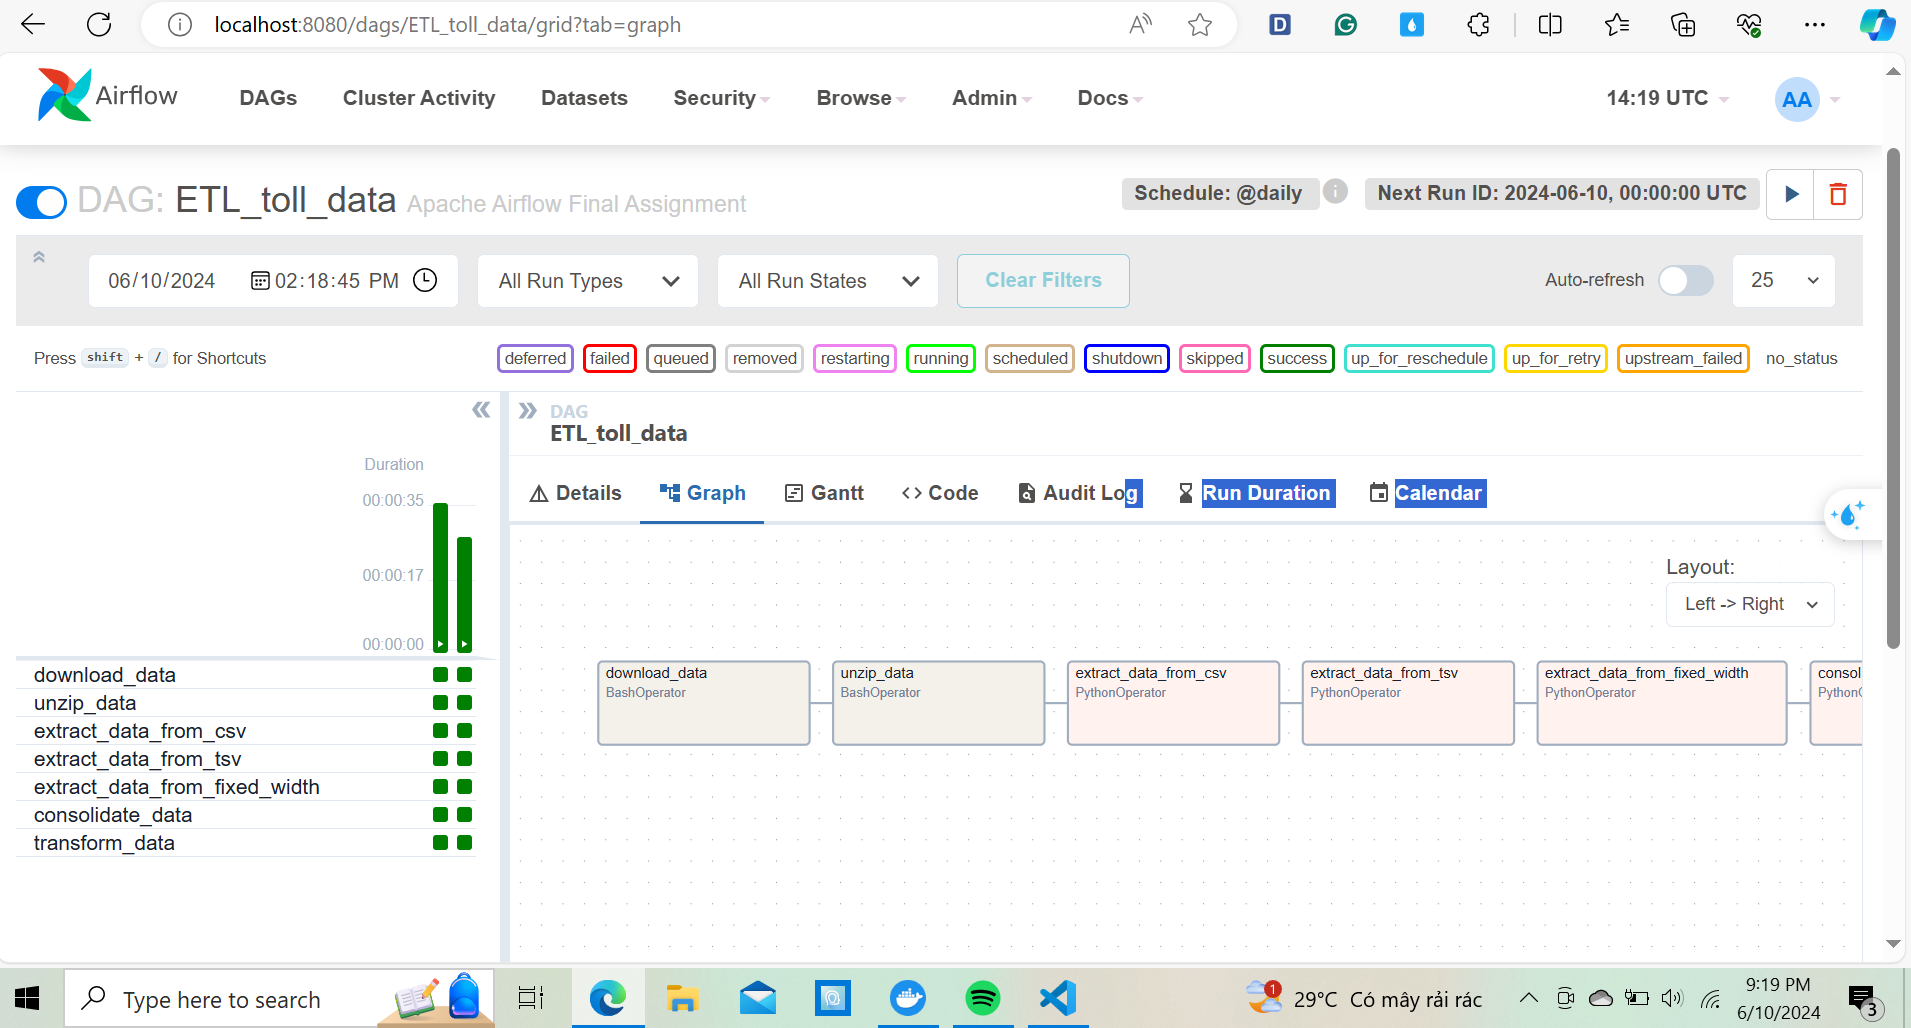 localhost:8080/dags/ETL_toll_data/grid?tab=graph
Airflow DAGs Cluster Activity Datasets Security Browse Admin Docs 14:19 UTC AA
DAG: ETL_toll_data Apache Airflow Final Assignment Schedule: @daily Next Run ID: 2024-06-10, 00:00:00 UTC
06/10/2024 02:18:45 PM All Run Types All Run States Clear Filters Auto-refresh 25
Press shift + / for Shortcuts deferred failed queued removed restarting running scheduled shutdown skipped success up_for_reschedule up_for_retry upstream_failed no_status
DAG
ETL_toll_data
Details Graph Gantt Code Audit Log Run Duration Calendar
Duration
00:00:35
00:00:17
00:00:00
download_data
unzip_data
extract_data_from_csv
extract_data_from_tsv
extract_data_from_fixed_width
consolidate_data
transform_data
Layout:
Left -> Right
download_data
BashOperator
unzip_data
BashOperator
extract_data_from_csv
PythonOperator
extract_data_from_tsv
PythonOperator
extract_data_from_fixed_width
PythonOperator
consol
Python
Type here to search
1
29°C Có mây rải rác
9:19 PM
6/10/2024
3